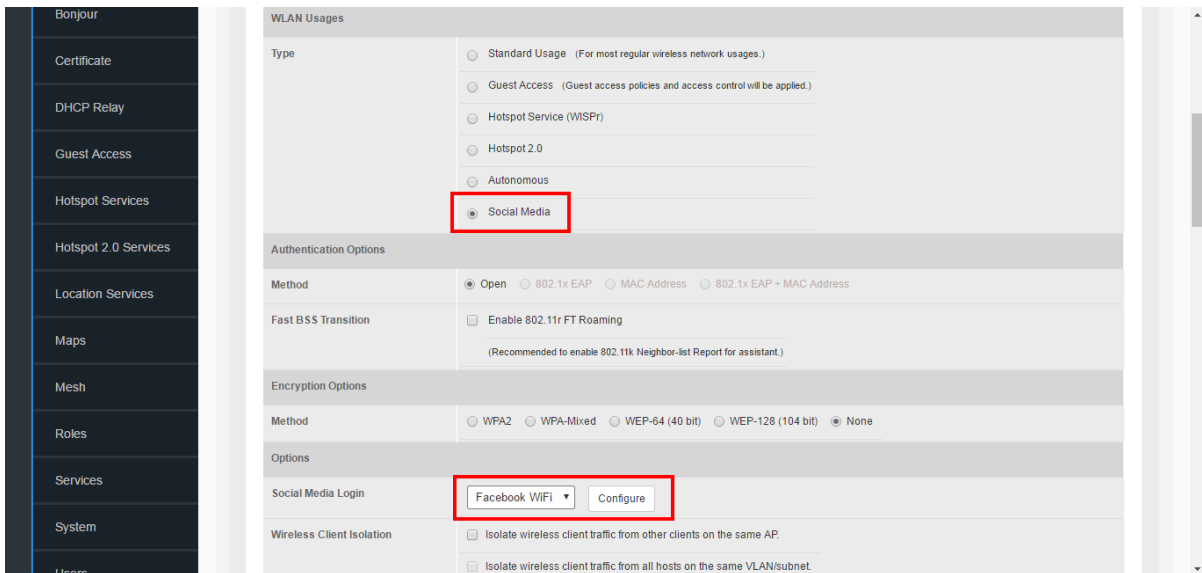 Bonjour
Certificate
DHCP Relay
Guest Access
Hotspot Services
Hotspot 2.0 Services
Location Services
Maps
Mesh
Roles
Services
System
Users
WLAN Usages
Type
Standard Usage (For most regular wireless network usages.)
Guest Access (Guest access policies and access control will be applied.)
Hotspot Service (WISPr)
Hotspot 2.0
Autonomous
Social Media
Authentication Options
Method Open 802.1x EAP MAC Address 802.1x EAP + MAC Address
Fast BSS Transition Enable 802.11r FT Roaming
(Recommended to enable 802.11k Neighbor-list Report for assistant.)
Encryption Options
Method WPA2 WPA-Mixed WEP-64 (40 bit) WEP-128 (104 bit) None
Options
Social Media Login Facebook WiFi Configure
Wireless Client Isolation Isolate wireless client traffic from other clients on the same AP.
Isolate wireless client traffic from all hosts on the same VLAN/subnet.